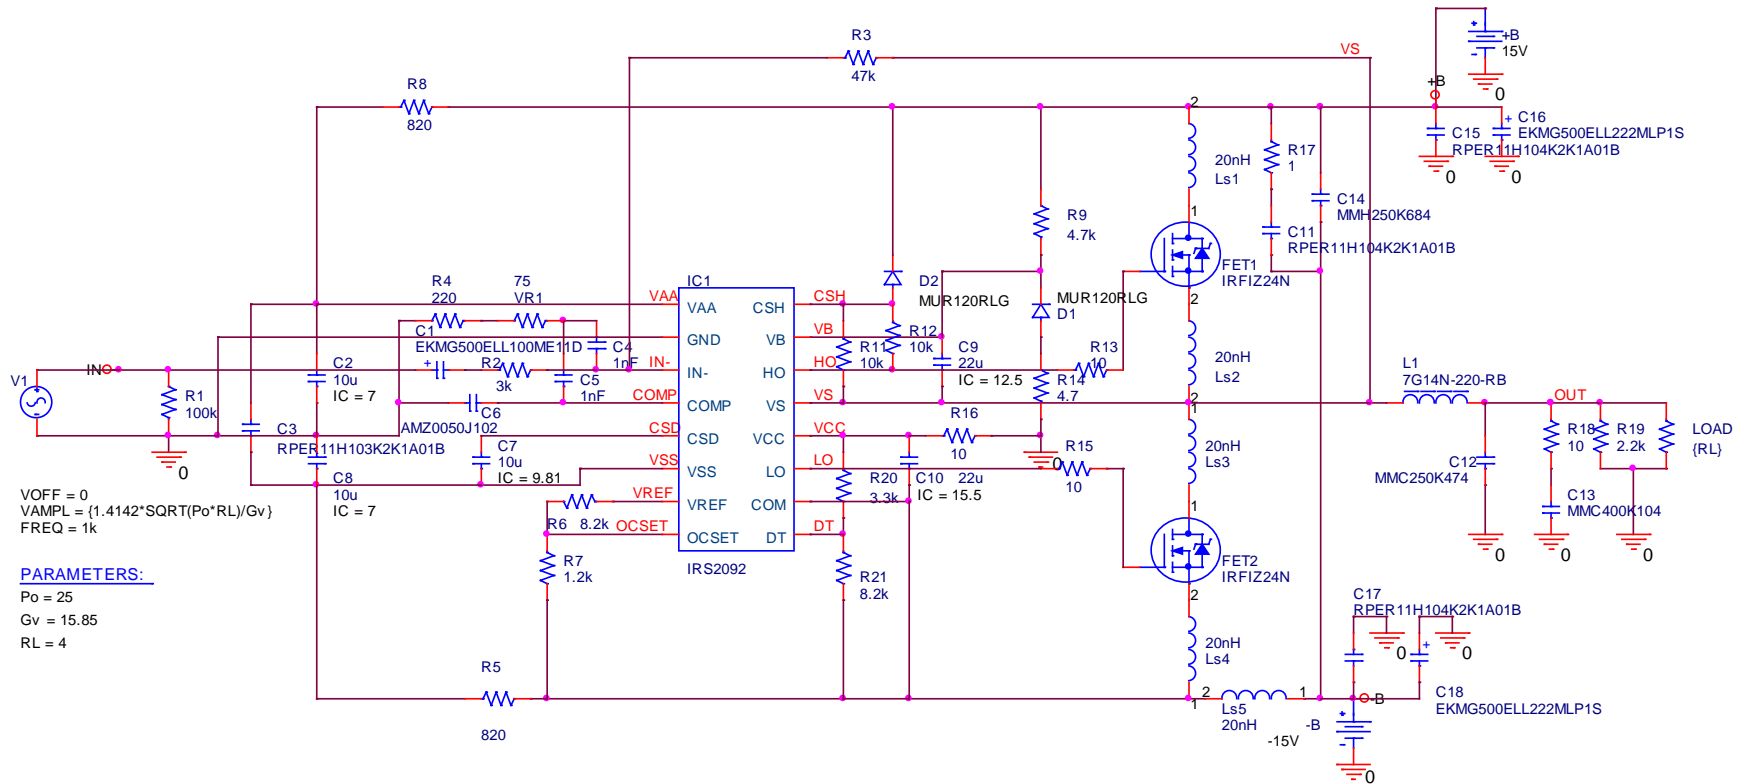 R3
47k
VS
+B
15V
0
R8
820
+B
2
C15
RPER11H104K2K1A01B
C16
EKMG500ELL222MLP1S
0
0
20nH
Ls1
R17
1
C14
MMH250K684
C11
RPER11H104K2K1A01B
R9
4.7k
1
FET1
IRFIZ24N
2
D2
MUR120RLG
MUR120RLG
D1
R4
220
75
VR1
C1
EKMG500ELL100ME11D
R2
3k
C4
1nF
C5
1nF
C6
AMZ0050J102
IC1
VAA
GND
IN-
COMP
CSD
VSS
VREF
OCSET
CSH
VB
HO
VS
VCC
LO
COM
DT
IRS2092
VAA
IN-
COMP
CSD
VSS
VREF
OCSET
CSH
VB
HO
VS
VCC
LO
DT
R11
10k
R12
10k
C9
22u
IC = 12.5
R13
10
R14
4.7
20nH
Ls2
V1
IN
R1
100k
0
C2
10u
IC = 7
C3
RPER11H103K2K1A01B
C8
10u
IC = 7
C7
10u
IC = 9.81
R6 8.2k
R7
1.2k
R5
820
R16
10
0
R15
10
C10
22u
IC = 15.5
R20
3.3k
R21
8.2k
2
1
20nH
Ls3
1
FET2
IRFIZ24N
2
20nH
Ls4
1
2
1
Ls5
20nH
-B
-15V
L1
7G14N-220-RB
OUT
R18
10
R19
2.2k
LOAD
{RL}
C12
MMC250K474
C13
MMC400K104
0
0
0
C17
RPER11H104K2K1A01B
0
0
-B
C18
EKMG500ELL222MLP1S
0
VOFF = 0
VAMPL = {1.4142*SQRT(Po*RL)/Gv}
FREQ = 1k
PARAMETERS:
Po = 25
Gv = 15.85
RL = 4